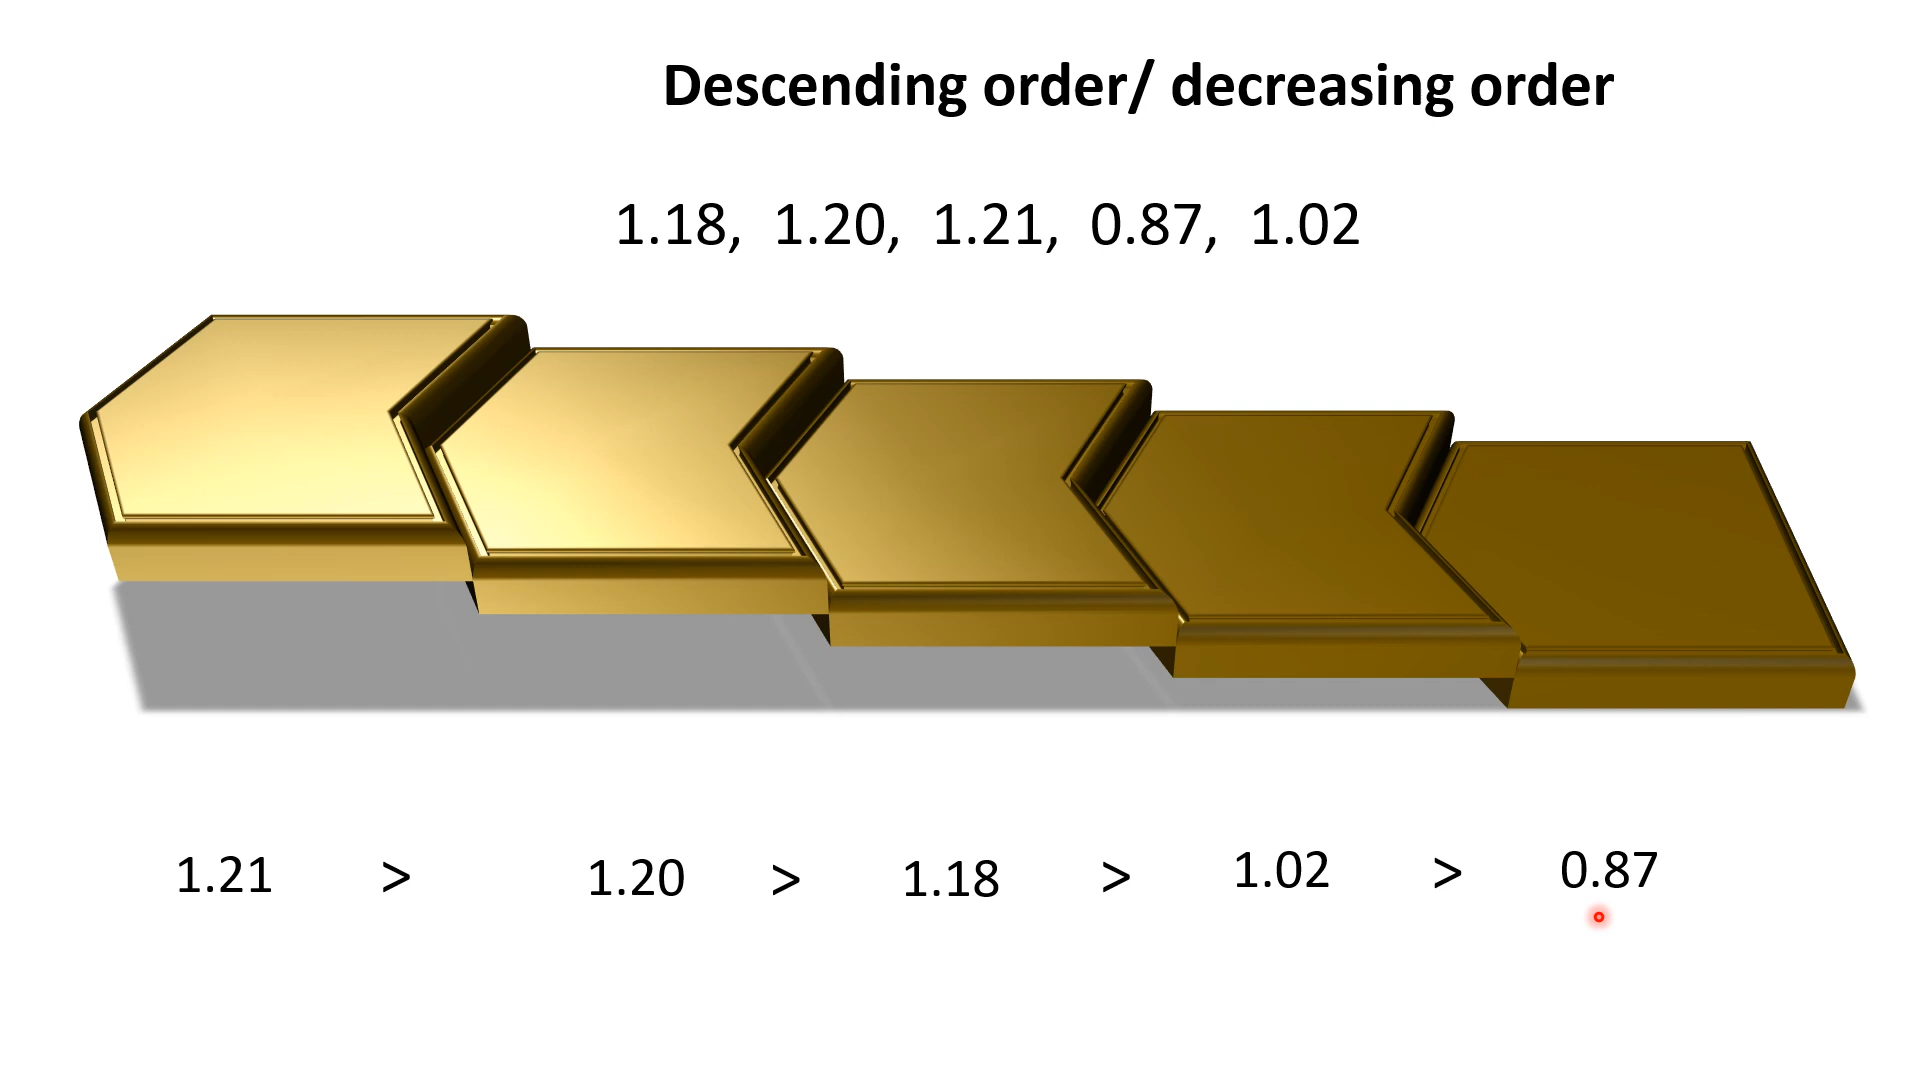 Descending order/ decreasing order
1.18, 1.20, 1.21, 0.87, 1.02
1.21 > 1.20 > 1.18 > 1.02 > 0.87